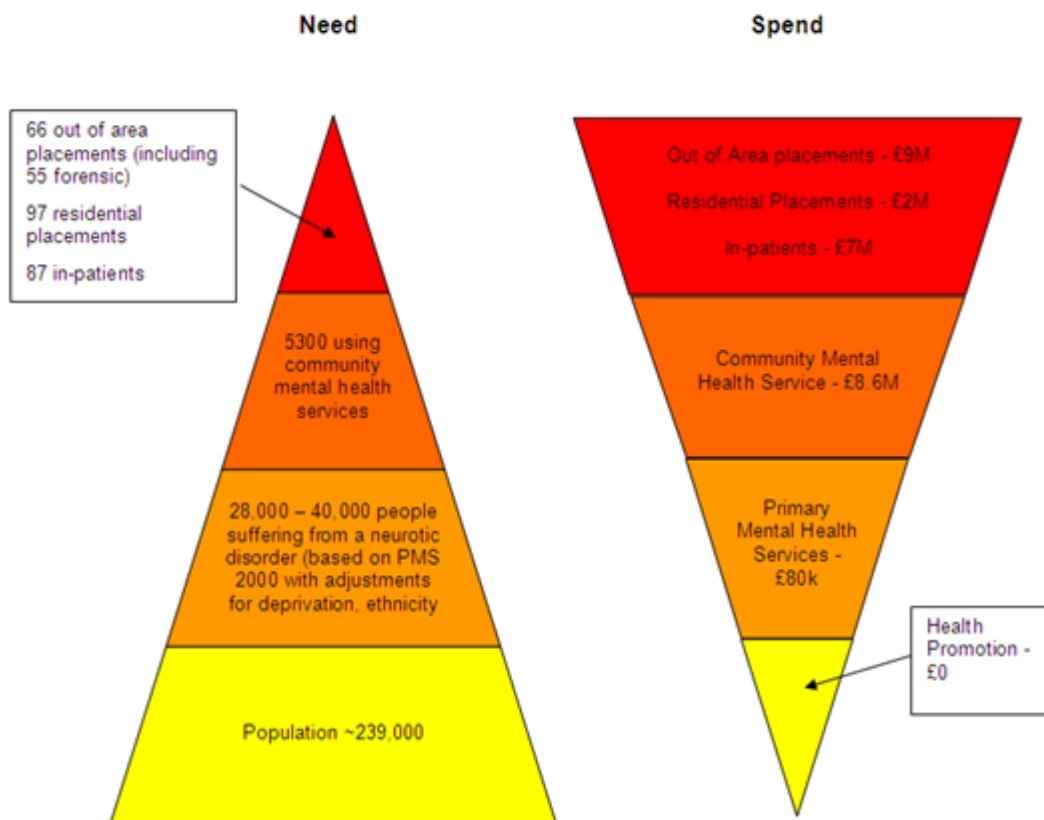 Need
Spend
66 out of area
placements (including
55 forensic)
97 residential
placements
87 in-patients
5300 using
community
mental health
services
28,000 – 40,000 people
suffering from a neurotic
disorder (based on PMS
2000 with adjustments
for deprivation, ethnicity
Population ~239,000
Out of Area placements - £9M
Residential Placements - £2M
In-patients - £7M
Community Mental
Health Service - £8.6M
Primary
Mental Health
Services -
£80k
Health
Promotion -
£0